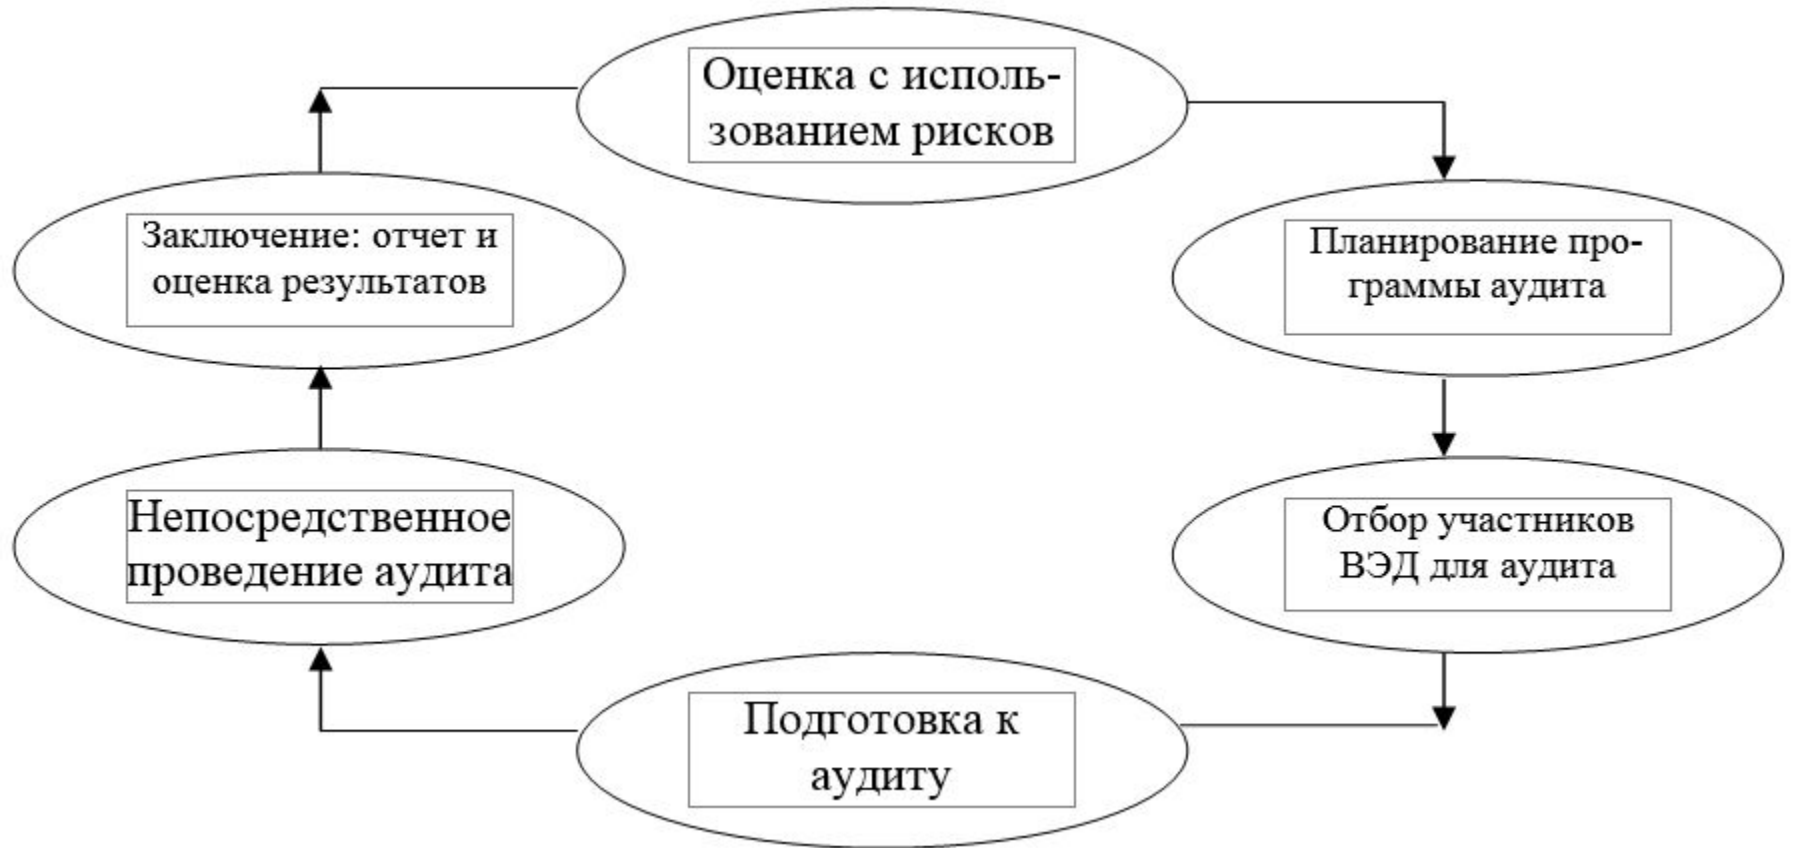 Оценка с исполь-
зованием рисков
Заключение: отчет и
оценка результатов
Планирование про-
граммы аудита
Непосредственное
проведение аудита
Отбор участников
ВЭД для аудита
Подготовка к
аудиту